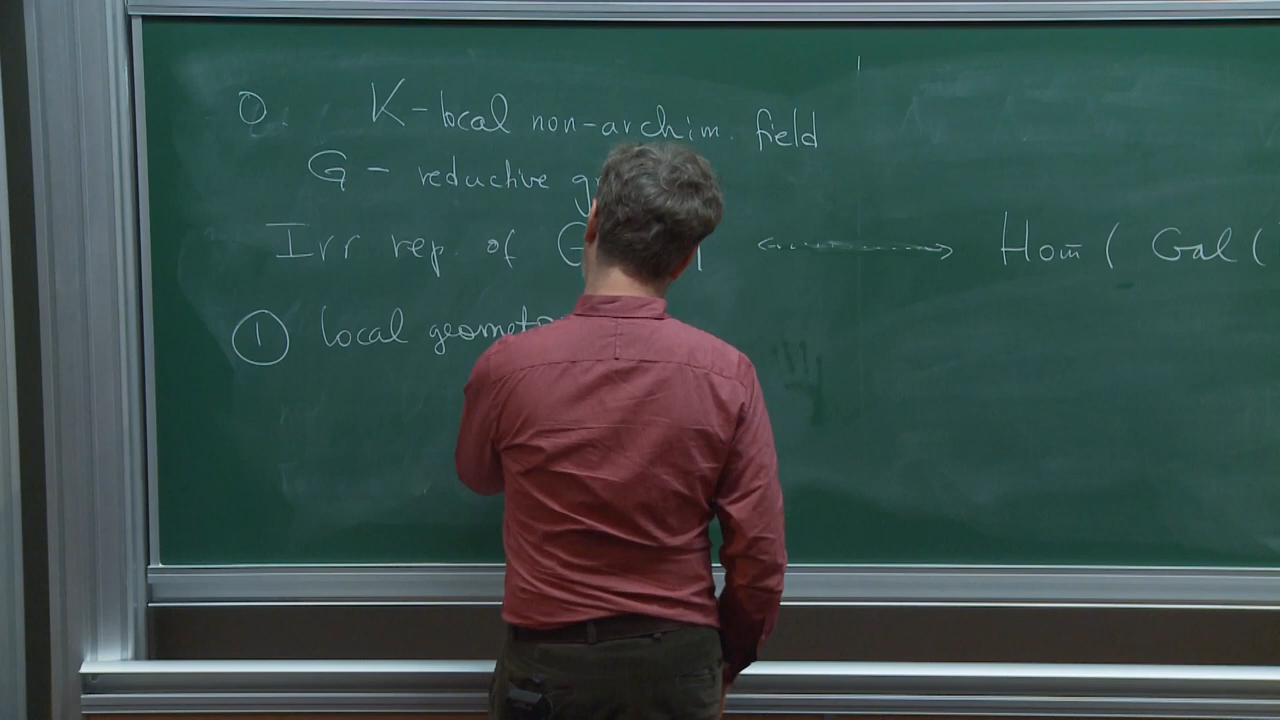 0. K - local non-archim. field
G - reductive
Irr rep. of ⟵⟶ Hom ( Gal (
① local